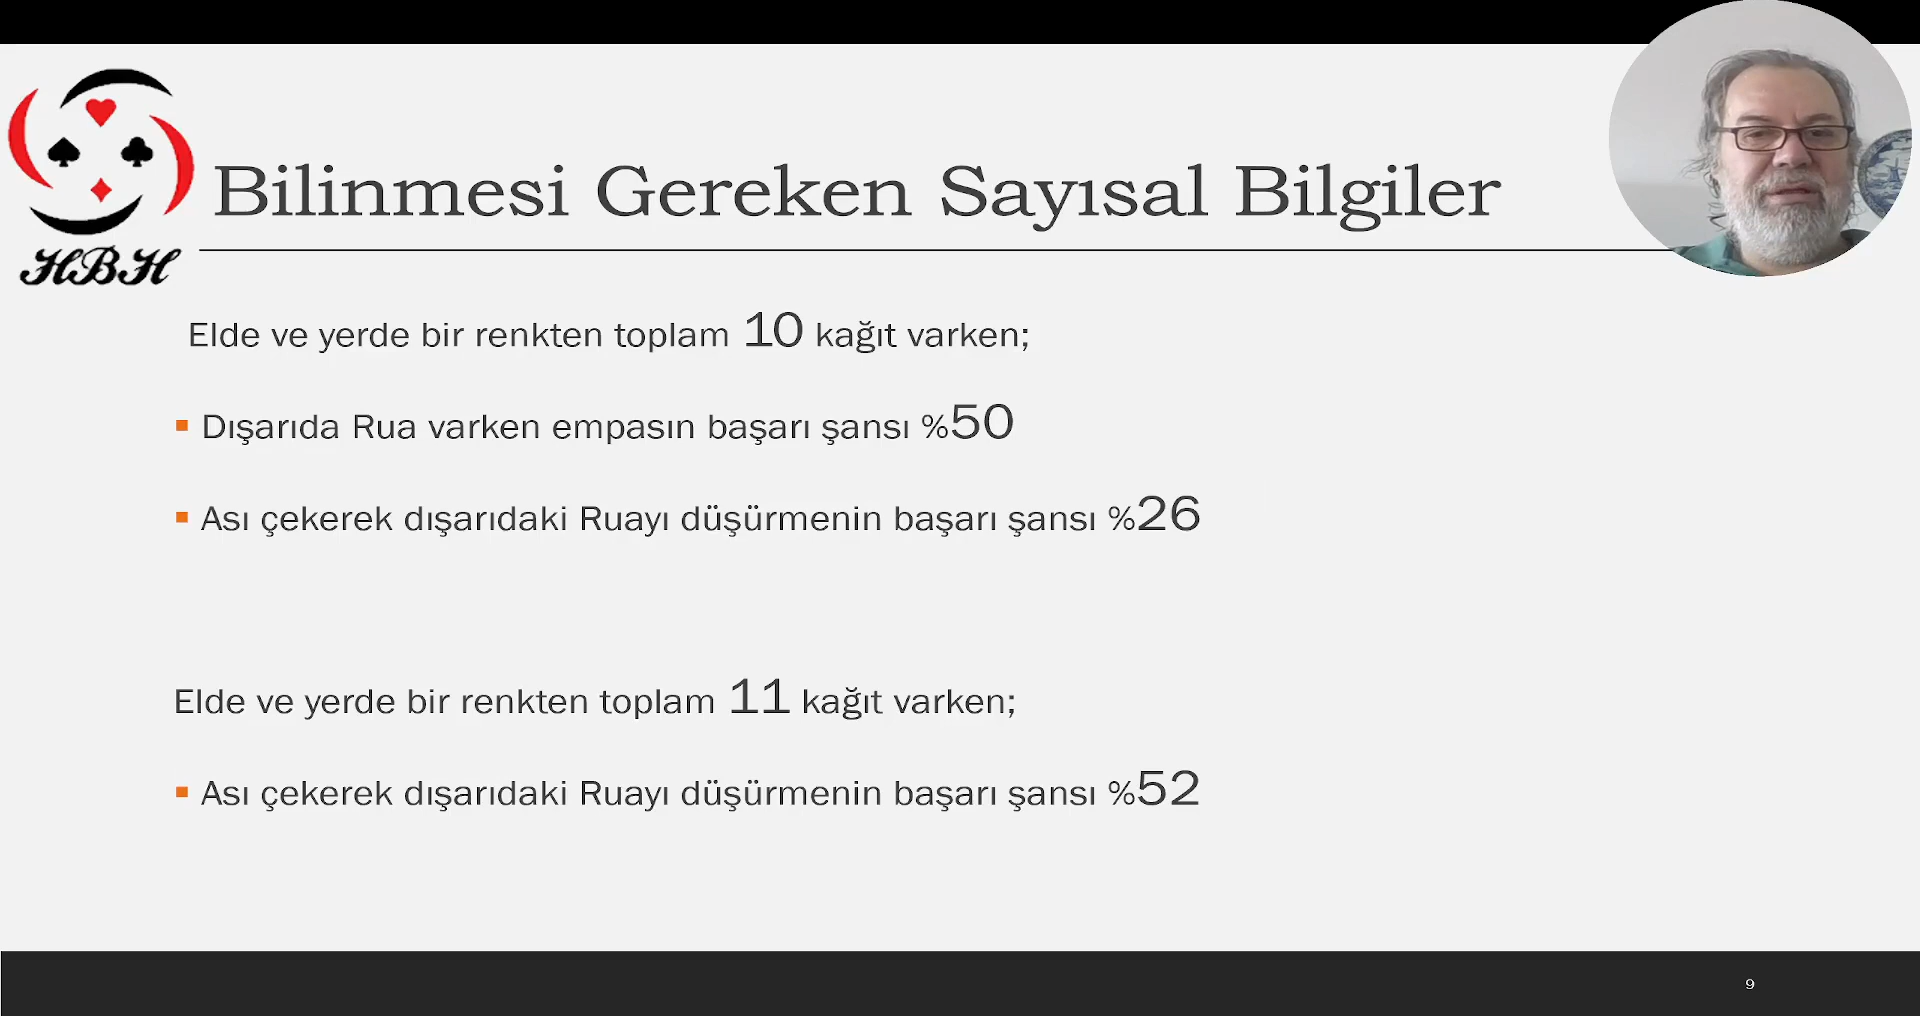 HBH
Bilinmesi Gereken Sayısal Bilgiler
Elde ve yerde bir renkten toplam 10 kağıt varken;
Dışarıda Rua varken empasın başarı şansı %50
Ası çekerek dışarıdaki Ruayı düşürmenin başarı şansı %26
Elde ve yerde bir renkten toplam 11 kağıt varken;
Ası çekerek dışarıdaki Ruayı düşürmenin başarı şansı %52
9